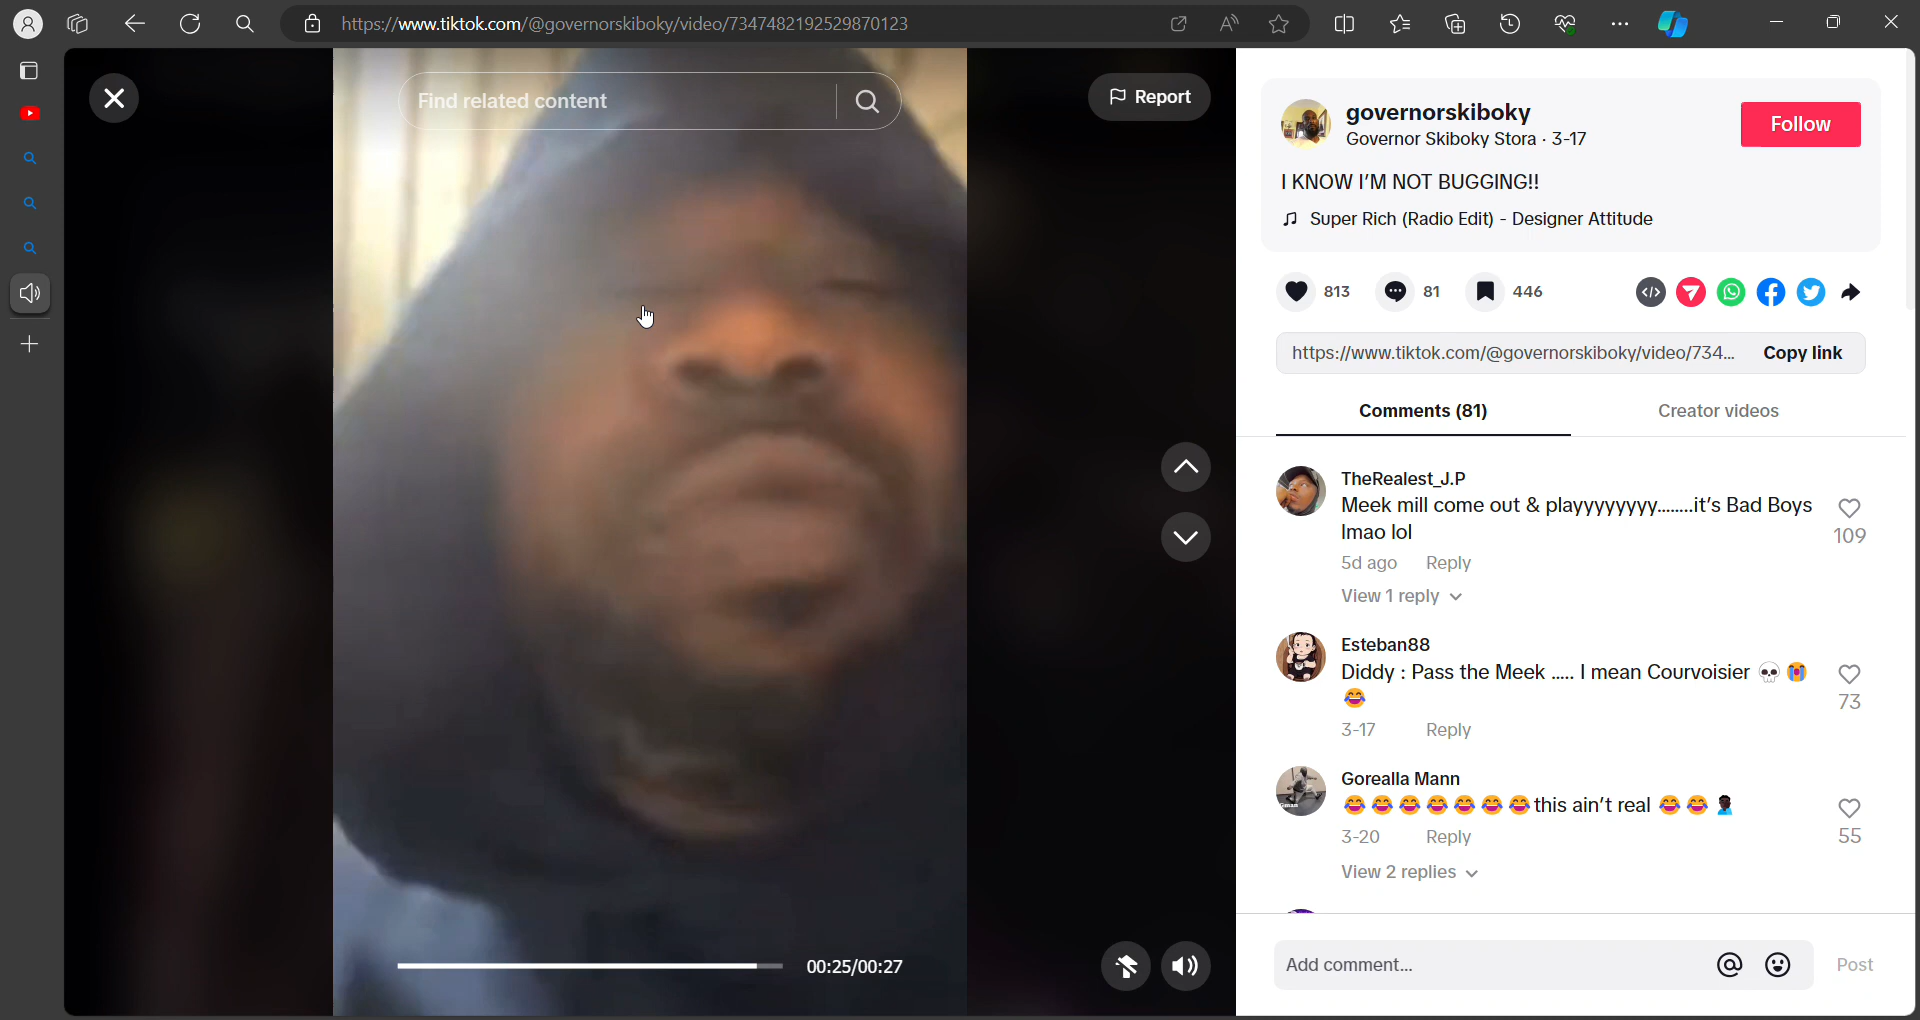 https://www.tiktok.com/@governorskiboky/video/7347482192529870123
Find related content
Report
00:25/00:27
governorskiboky
Governor Skiboky Stora · 3-17
Follow
I KNOW I'M NOT BUGGING!!
Super Rich (Radio Edit) - Designer Attitude
813
81
446
https://www.tiktok.com/@governorskiboky/video/734...
Copy link
Comments (81)
Creator videos
TheRealest_J.P
Meek mill come out & playyyyyyyy........it's Bad Boys
lmao lol
109
5d ago Reply
View 1 reply
Esteban88
Diddy : Pass the Meek ..... I mean Courvoisier 💀 😭
😂
73
3-17 Reply
Gorealla Mann
😂😂😂😂😂😂😂this ain't real 😂😂🤦🏿‍♂️
55
3-20 Reply
View 2 replies
Add comment...
Post